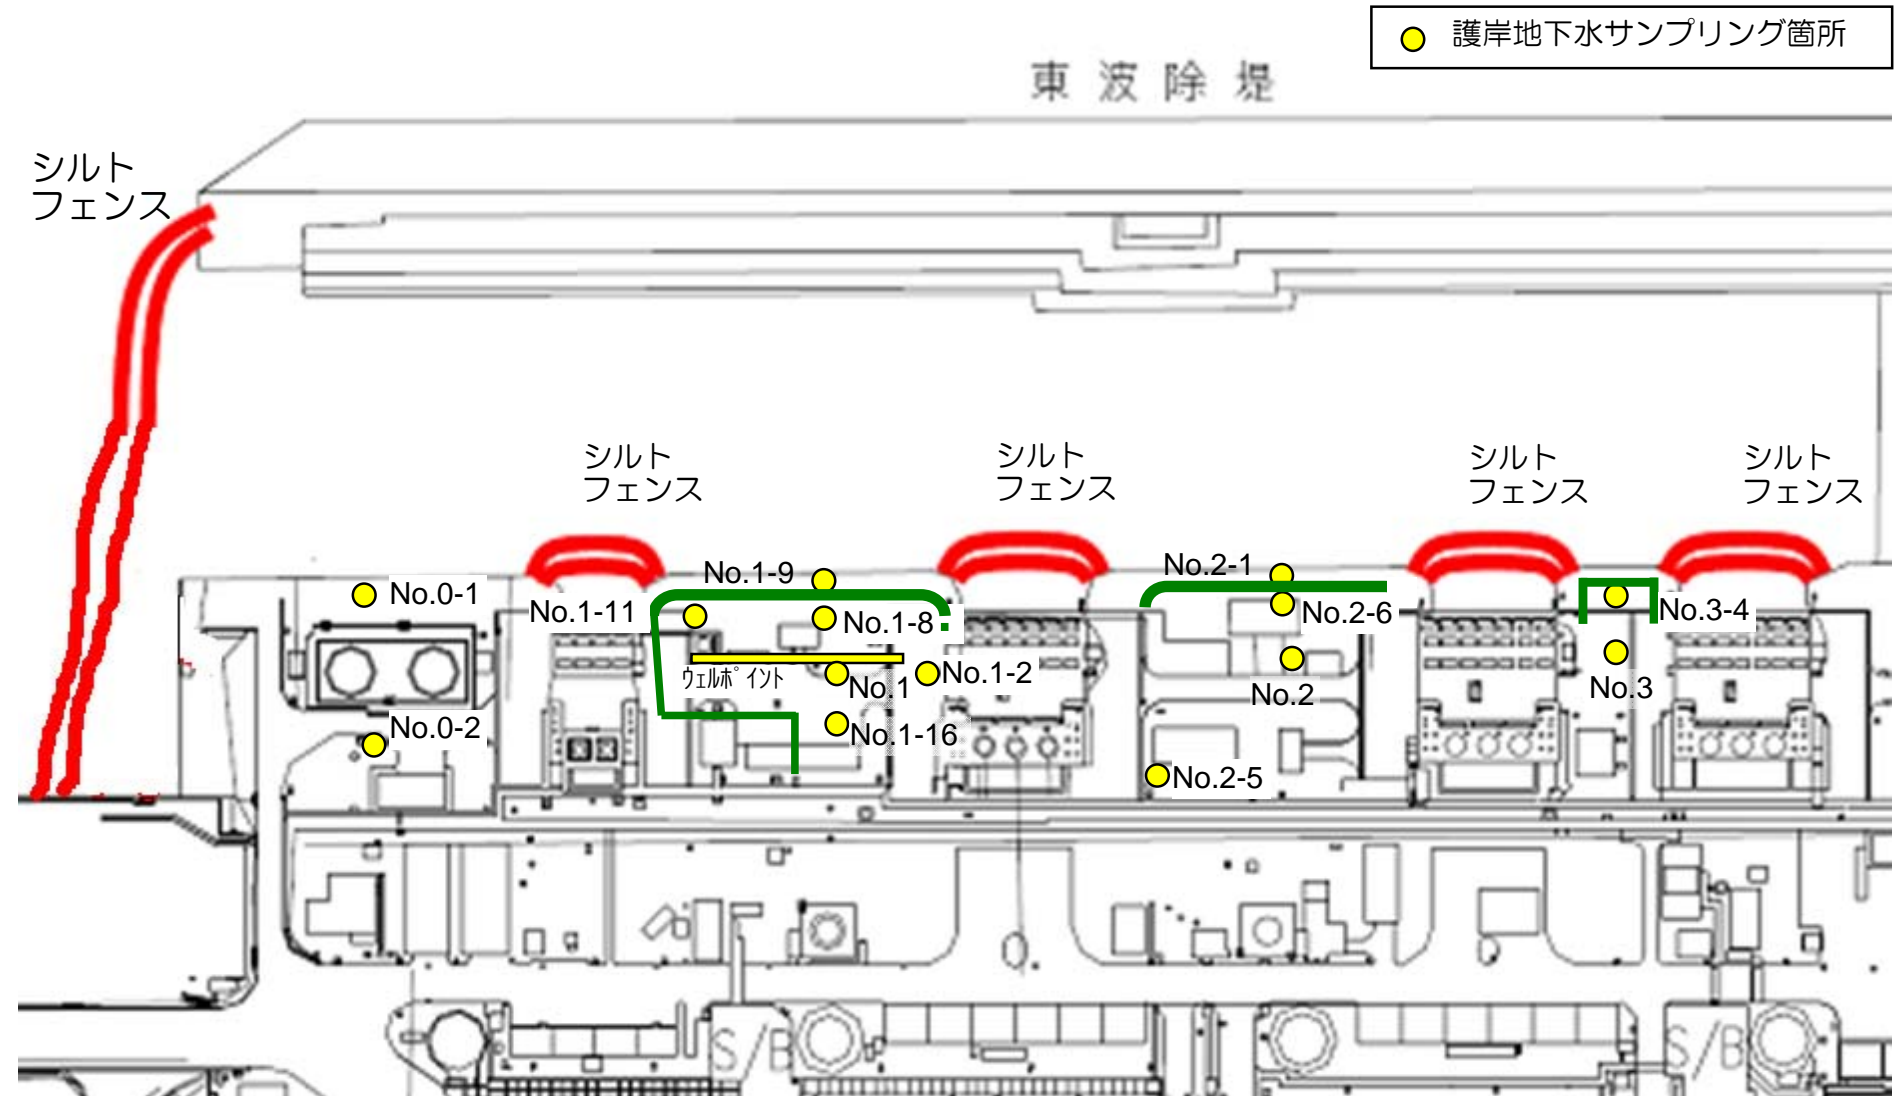 護岸地下水サンプリング箇所
東波除堤
シルト
フェンス
シルト
フェンス
シルト
フェンス
シルト
フェンス
シルト
フェンス
No.0-1
No.1-11
No.1-9
No.1-8
No.2-1
No.2-6
No.3-4
ウェルポイント
No.1
No.1-2
No.2
No.3
No.0-2
No.1-16
No.2-5
S/B
S/B